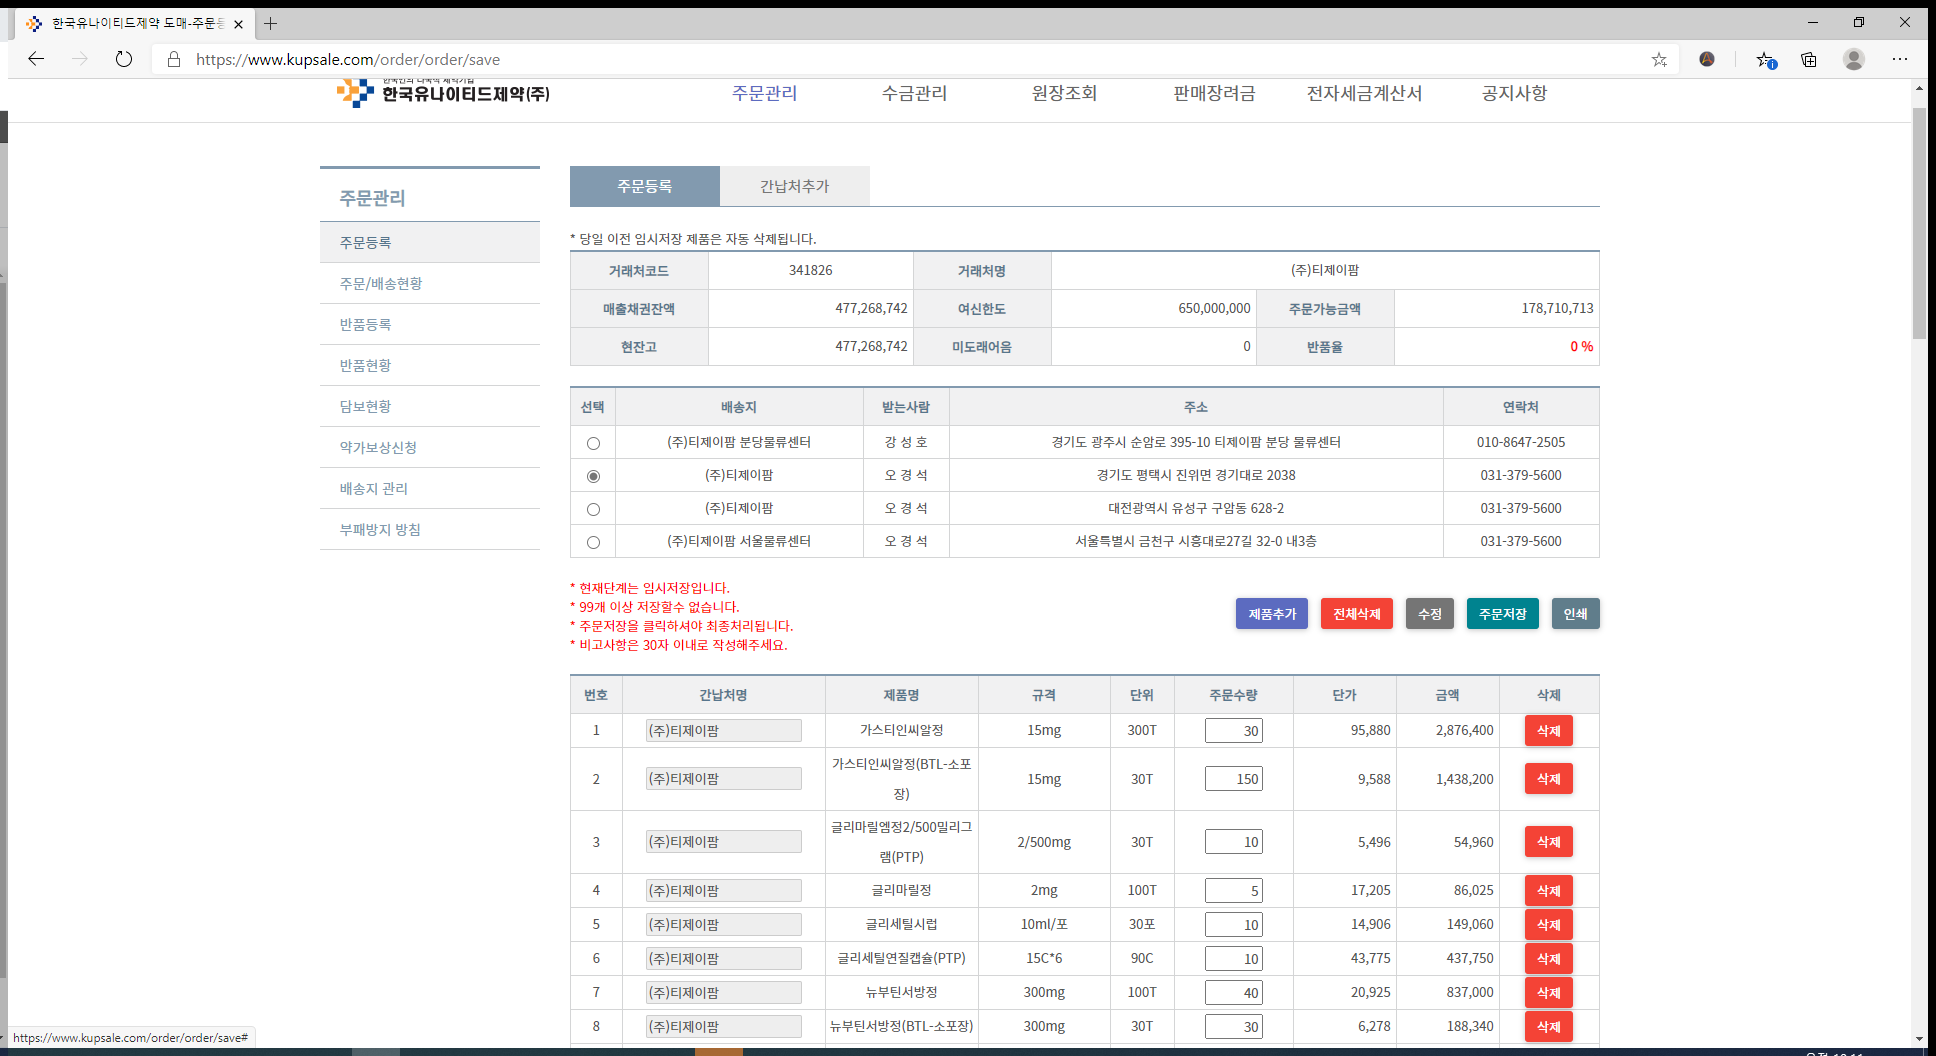 한국유나이티드제약 도매-주문등
https://www.kupsale.com/order/order/save
한국유나이티드제약(주)
주문관리 수금관리 원장조회 판매장려금 전자세금계산서 공지사항
주문관리
주문등록
주문/배송현황
반품등록
반품현황
담보현황
약가보상신청
배송지 관리
부패방지 방침
주문등록 간납처추가
* 당일 이전 임시저장 제품은 자동 삭제됩니다.
거래처코드 341826 거래처명 (주)티제이팜
매출채권잔액 477,268,742 여신한도 650,000,000 주문가능금액 178,710,713
현잔고 477,268,742 미도래어음 0 반품율 0 %
선택 배송지 받는사람 주소 연락처
(주)티제이팜 분당물류센터 강 성 호 경기도 광주시 순암로 395-10 티제이팜 분당 물류센터 010-8647-2505
(주)티제이팜 오 경 석 경기도 평택시 진위면 경기대로 2038 031-379-5600
(주)티제이팜 오 경 석 대전광역시 유성구 구암동 628-2 031-379-5600
(주)티제이팜 서울물류센터 오 경 석 서울특별시 금천구 시흥대로27길 32-0 내3층 031-379-5600
* 현재단계는 임시저장입니다.
* 99개 이상 저장할수 없습니다.
* 주문저장을 클릭하셔야 최종처리됩니다.
* 비고사항은 30자 이내로 작성해주세요.
제품추가 전체삭제 수정 주문저장 인쇄
번호 간납처명 제품명 규격 단위 주문수량 단가 금액 삭제
1 (주)티제이팜 가스티인씨알정 15mg 300T 30 95,880 2,876,400 삭제
2 (주)티제이팜 가스티인씨알정(BTL-소포장) 15mg 30T 150 9,588 1,438,200 삭제
3 (주)티제이팜 글리마릴엠정2/500밀리그램(PTP) 2/500mg 30T 10 5,496 54,960 삭제
4 (주)티제이팜 글리마릴정 2mg 100T 5 17,205 86,025 삭제
5 (주)티제이팜 글리세틸시럽 10ml/포 30포 10 14,906 149,060 삭제
6 (주)티제이팜 글리세틸연질캡슐(PTP) 15C*6 90C 10 43,775 437,750 삭제
7 (주)티제이팜 뉴부틴서방정 300mg 100T 40 20,925 837,000 삭제
8 (주)티제이팜 뉴부틴서방정(BTL-소포장) 300mg 30T 30 6,278 188,340 삭제
https://www.kupsale.com/order/order/save#